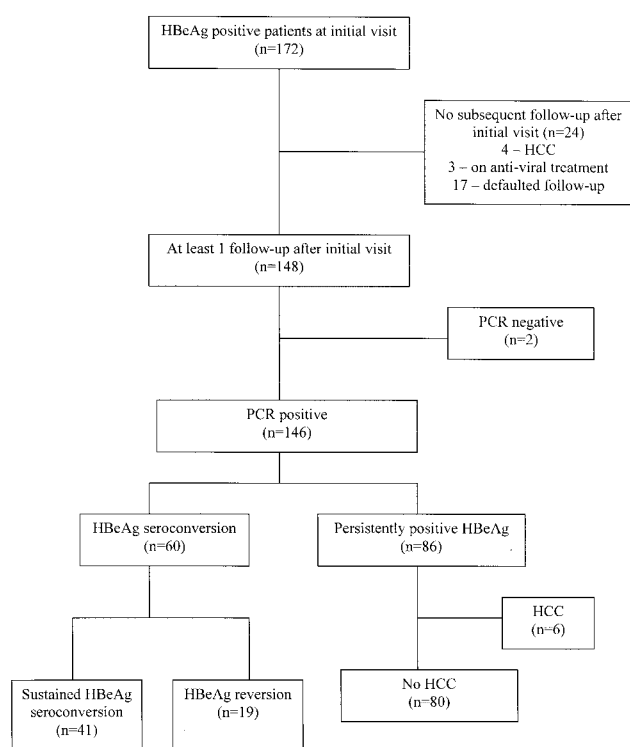 HBeAg positive patients at initial visit
(n=172)
No subsequent follow-up after
initial visit (n=24)
4 – HCC
3 – on anti-viral treatment
17 – defaulted follow-up
At least 1 follow-up after initial visit
(n=148)
PCR negative
(n=2)
PCR positive
(n=146)
HBeAg seroconversion
(n=60)
Persistently positive HBeAg
(n=86)
HCC
(n=6)
Sustained HBeAg
seroconversion
(n=41)
HBeAg reversion
(n=19)
No HCC
(n=80)